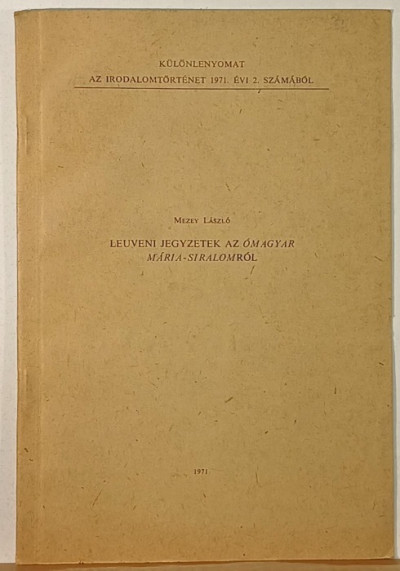 KÜLÖNLENYOMAT
AZ IRODALOMTÖRTÉNET 1971. ÉVI 2. SZÁMÁBÓL
MEZEY LÁSZLÓ
LEUVENI JEGYZETEK AZ ÓMAGYAR
MÁRIA-SIRALOMRÓL
1971